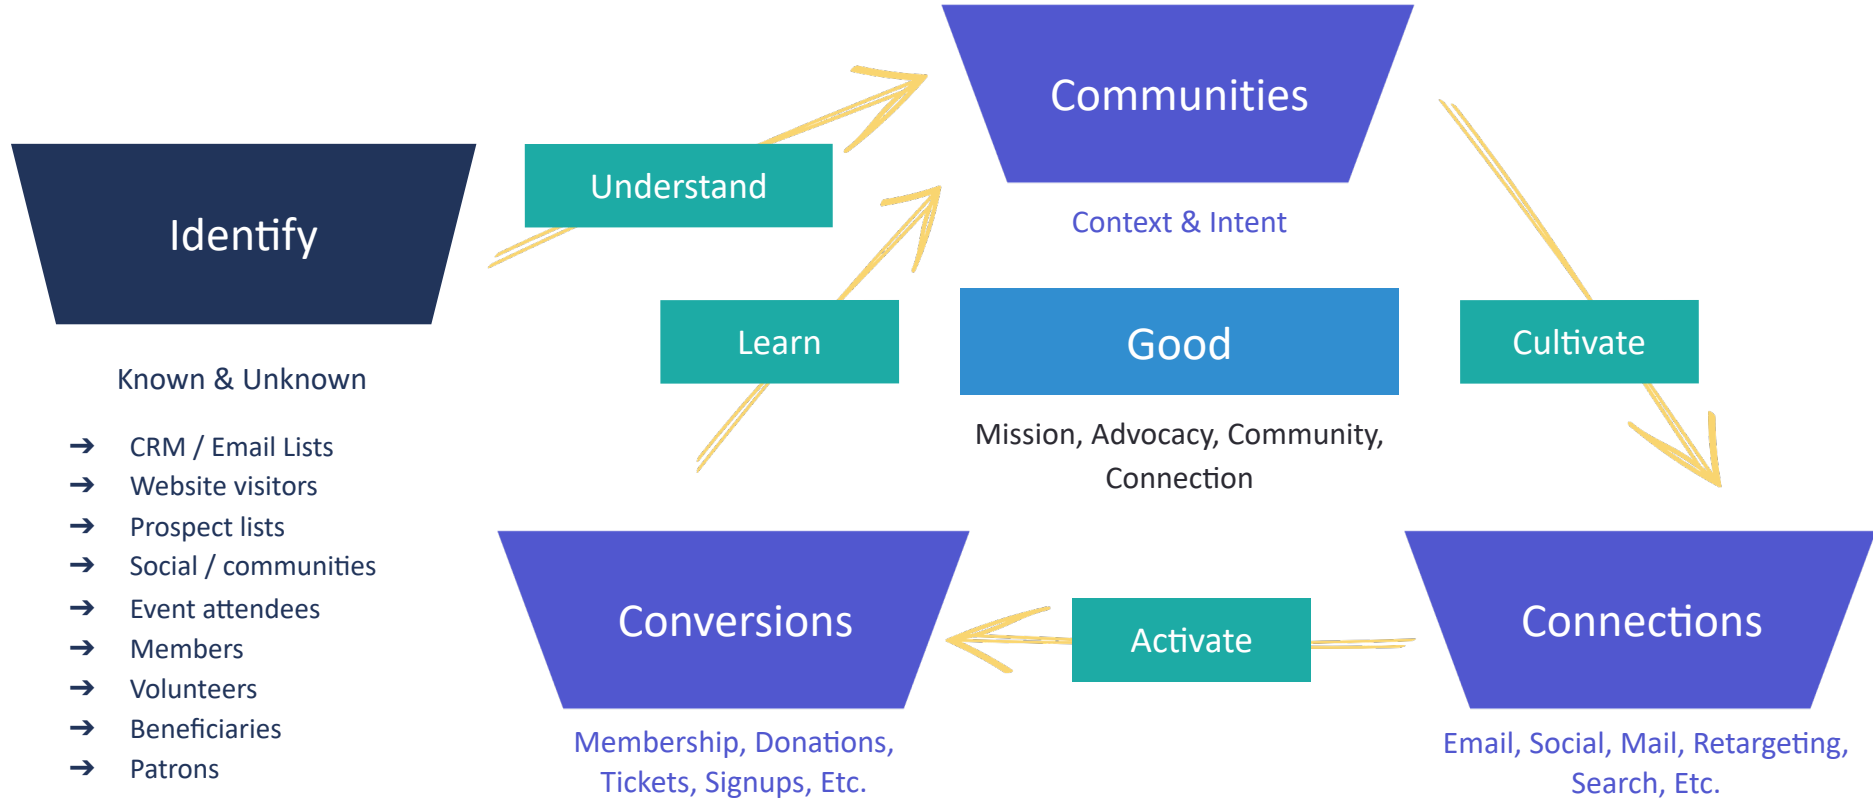 Communities
Understand
Identify
Context & Intent
Learn
Good
Cultivate
Known & Unknown
Mission, Advocacy, Community,
Connection
➔ CRM / Email Lists
➔ Website visitors
➔ Prospect lists
➔ Social / communities
➔ Event attendees
➔ Members
➔ Volunteers
➔ Beneficiaries
➔ Patrons
Conversions
Activate
Connections
Membership, Donations,
Tickets, Signups, Etc.
Email, Social, Mail, Retargeting,
Search, Etc.